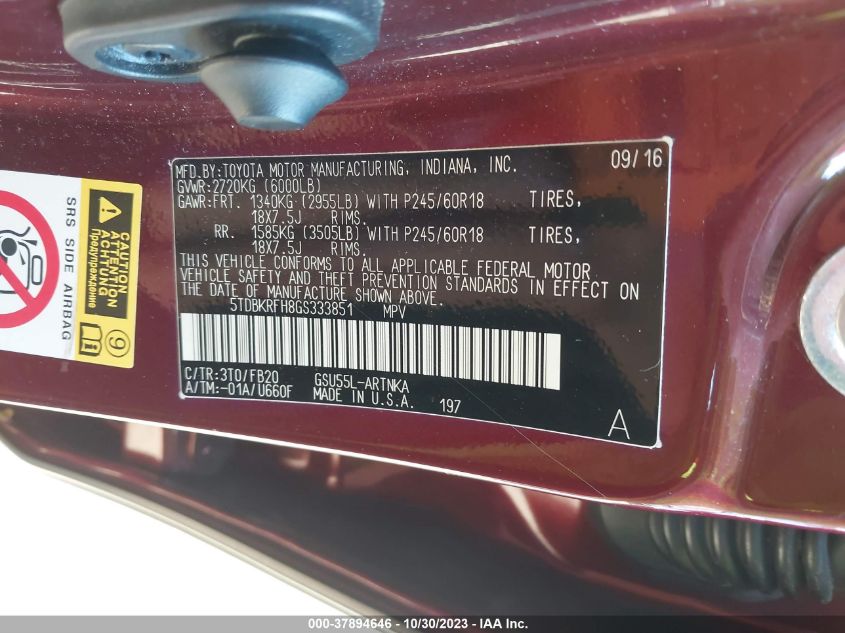 MFD.BY:TOYOTA MOTOR MANUFACTURING, INDIANA, INC. 09/16
GVWR:2720KG (6000LB)
GAWR:FRT. 1340KG (2955LB) WITH P245/60R18 TIRES,
18X7.5J RIMS.
RR. 1585KG (3505LB) WITH P245/60R18 TIRES,
18X7.5J RIMS.
THIS VEHICLE CONFORMS TO ALL APPLICABLE FEDERAL MOTOR
VEHICLE SAFETY AND THEFT PREVENTION STANDARDS IN EFFECT ON
THE DATE OF MANUFACTURE SHOWN ABOVE.
5TDBKRFH8GS333851 MPV
C/TR:3T0/FB20 GSU55L-ARTNKA
A/TM:-01A/U660F MADE IN U.S.A. 197
A
SRS SIDE AIRBAG
CAUTION
ATTENTION
ACHTUNG
Предупреждение
9
000-37894646 - 10/30/2023 - IAA Inc.